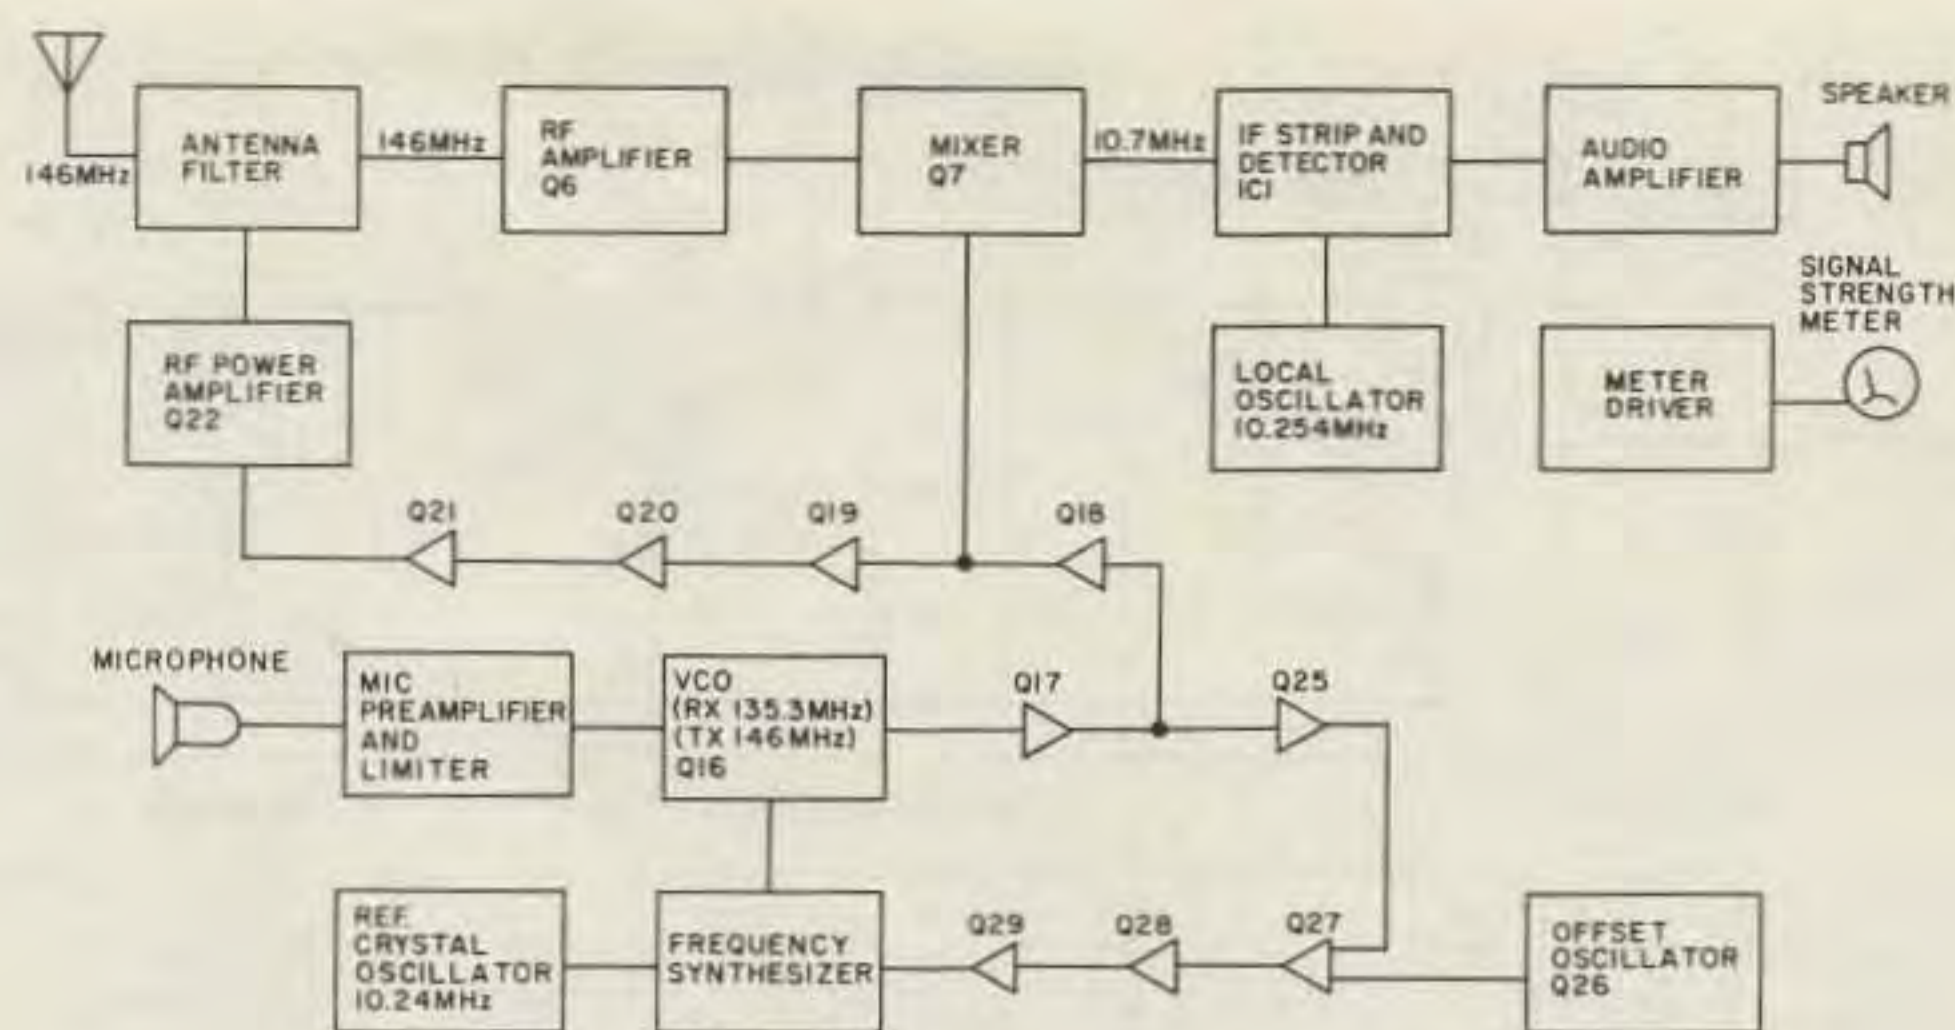 146MHz
ANTENNA
FILTER
146MHz
RF
AMPLIFIER
Q6
MIXER
Q7
10.7MHz
IF STRIP AND
DETECTOR
IC1
AUDIO
AMPLIFIER
SPEAKER
RF POWER
AMPLIFIER
Q22
LOCAL
OSCILLATOR
10.254MHz
METER
DRIVER
SIGNAL
STRENGTH
METER
Q21
Q20
Q19
Q18
MICROPHONE
MIC
PREAMPLIFIER
AND
LIMITER
VCO
(RX 135.3MHz)
(TX 146MHz)
Q16
Q17
Q25
REF.
CRYSTAL
OSCILLATOR
10.24MHz
FREQUENCY
SYNTHESIZER
Q29
Q28
Q27
OFFSET
OSCILLATOR
Q26